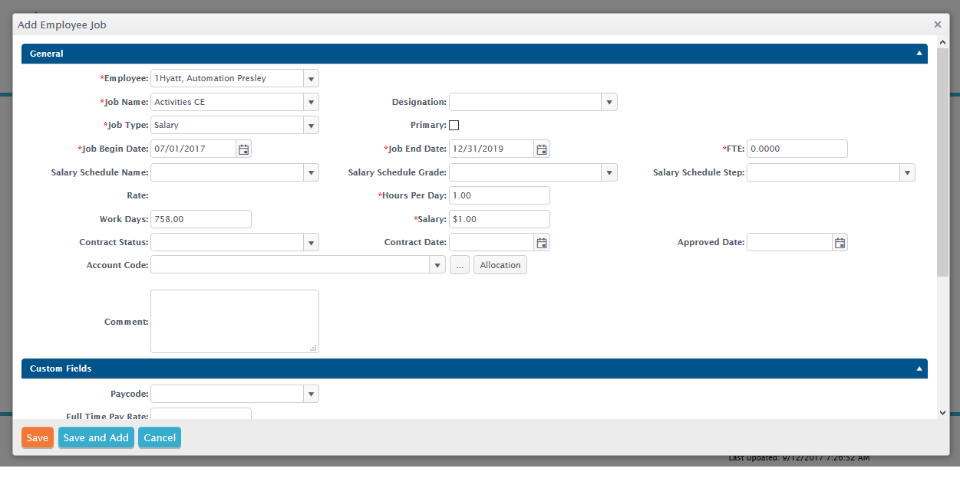 Add Employee Job
General
*Employee: 1Hyatt, Automation Presley
*Job Name: Activities CE Designation:
*Job Type: Salary Primary:
*Job Begin Date: 07/01/2017 *Job End Date: 12/31/2019 *FTE: 0.0000
Salary Schedule Name: Salary Schedule Grade: Salary Schedule Step:
Rate: *Hours Per Day: 1.00
Work Days: 758.00 *Salary: $1.00
Contract Status: Contract Date: Approved Date:
Account Code: ... Allocation
Comment:
Custom Fields
Paycode:
Full Time Pay Rate:
Save Save and Add Cancel
Last Updated: 9/12/2017 7:26:52 AM